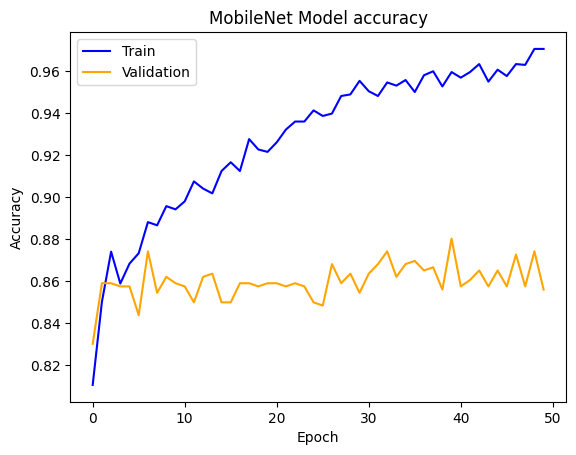 MobileNet Model accuracy
Train
Validation
Accuracy
0.96
0.94
0.92
0.90
0.88
0.86
0.84
0.82
0 10 20 30 40 50
Epoch